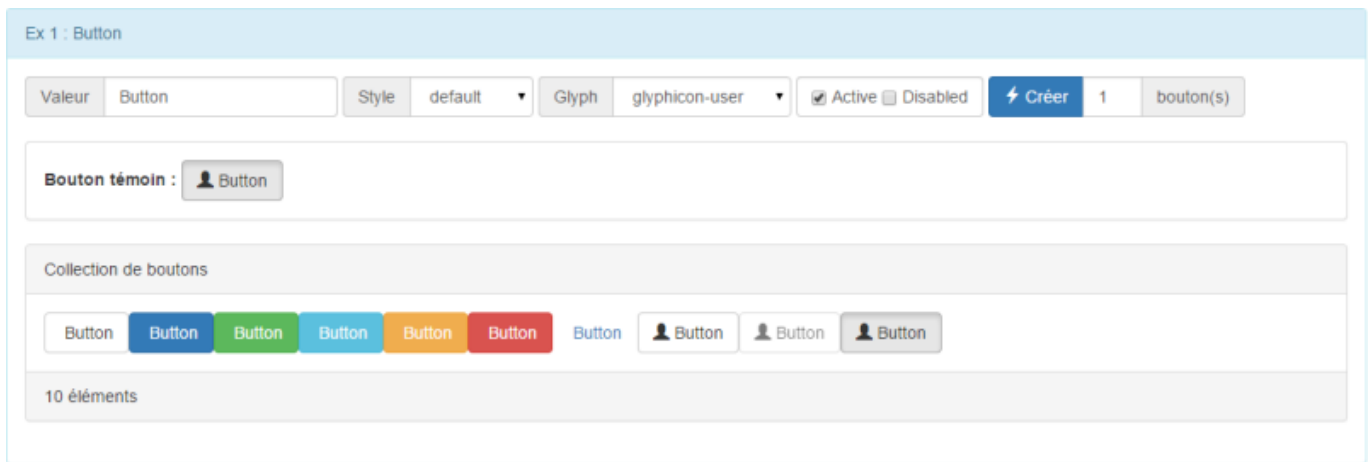 Ex 1 : Button
Valeur Button Style default Glyph glyphicon-user Active Disabled Créer 1 bouton(s)
Bouton témoin : Button
Collection de boutons
Button Button Button Button Button Button Button Button Button Button
10 éléments